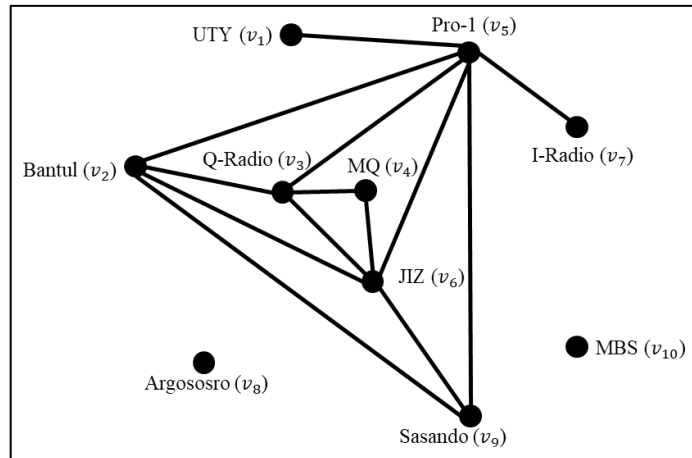 Pro-1 (v₅)
UTY (v₁)
Q-Radio (v₃)
MQ (v₄)
I-Radio (v₇)
Bantul (v₂)
JIZ (v₆)
MBS (v₁₀)
Argososro (v₈)
Sasando (v₉)